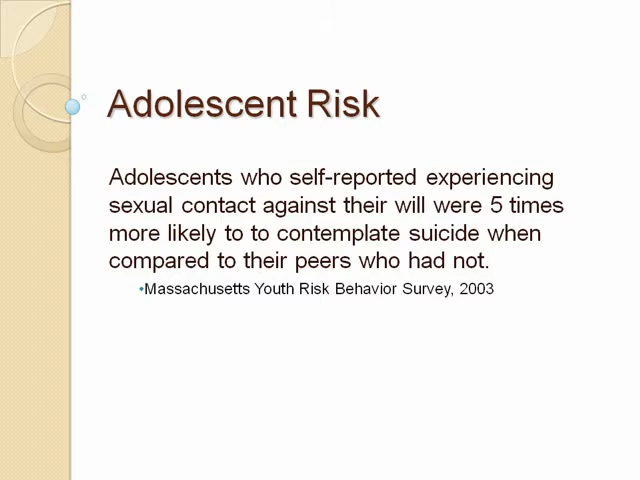 Adolescent Risk
Adolescents who self-reported experiencing
sexual contact against their will were 5 times
more likely to to contemplate suicide when
compared to their peers who had not.
•Massachusetts Youth Risk Behavior Survey, 2003